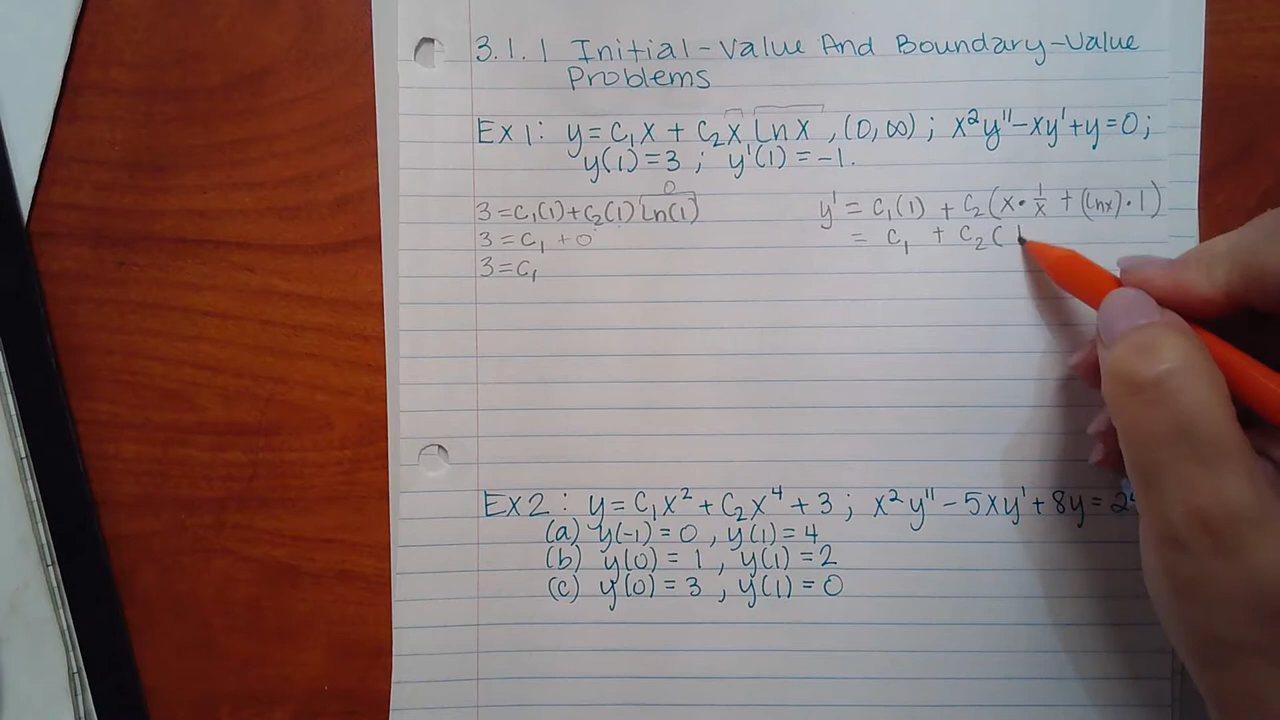 3.1.1 Initial-Value And Boundary-Value
Problems
Ex 1: y = c₁x + c₂x ln x, (0, ∞); x²y'' - xy' + y = 0;
y(1) = 3; y'(1) = -1.
0
3 = c₁(1) + c₂(1) ln(1)
3 = c₁ + 0
3 = c₁
y' = c₁(1) + c₂(x • 1/x + (ln x) • 1)
= c₁ + c₂(1
Ex 2: y = c₁x² + c₂x⁴ + 3; x²y'' - 5xy' + 8y = 2
(a) y(-1) = 0, y(1) = 4
(b) y(0) = 1, y(1) = 2
(c) y(0) = 3, y(1) = 0